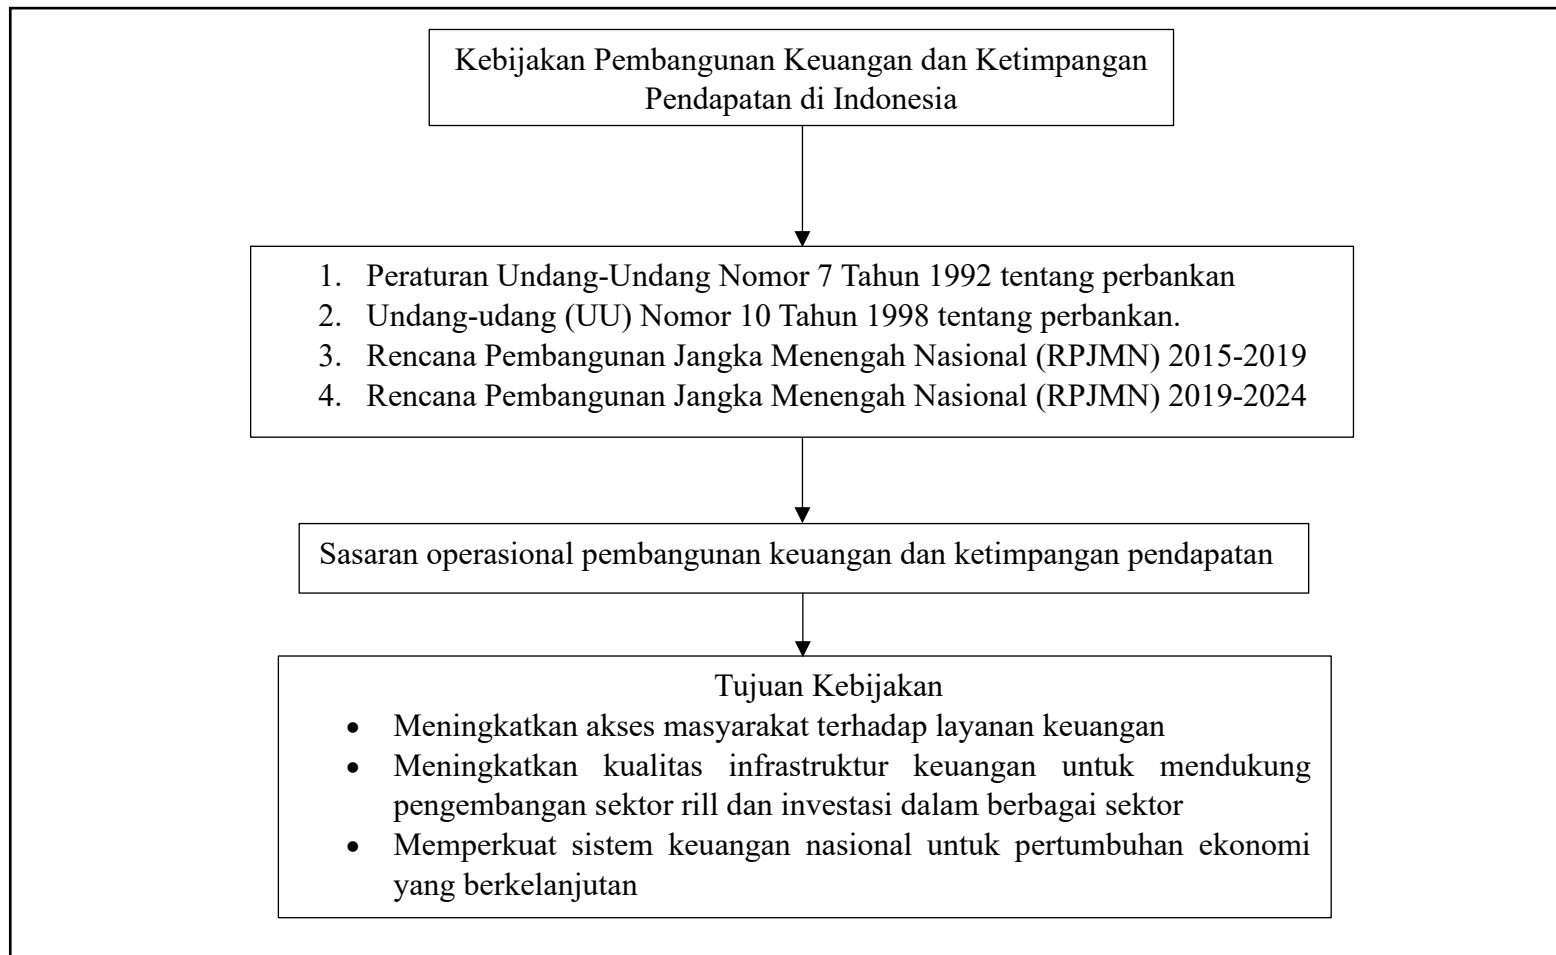 Kebijakan Pembangunan Keuangan dan Ketimpangan
Pendapatan di Indonesia
1. Peraturan Undang-Undang Nomor 7 Tahun 1992 tentang perbankan
2. Undang-udang (UU) Nomor 10 Tahun 1998 tentang perbankan.
3. Rencana Pembangunan Jangka Menengah Nasional (RPJMN) 2015-2019
4. Rencana Pembangunan Jangka Menengah Nasional (RPJMN) 2019-2024
Sasaran operasional pembangunan keuangan dan ketimpangan pendapatan
Tujuan Kebijakan
• Meningkatkan akses masyarakat terhadap layanan keuangan
• Meningkatkan kualitas infrastruktur keuangan untuk mendukung
pengembangan sektor rill dan investasi dalam berbagai sektor
• Memperkuat sistem keuangan nasional untuk pertumbuhan ekonomi
yang berkelanjutan